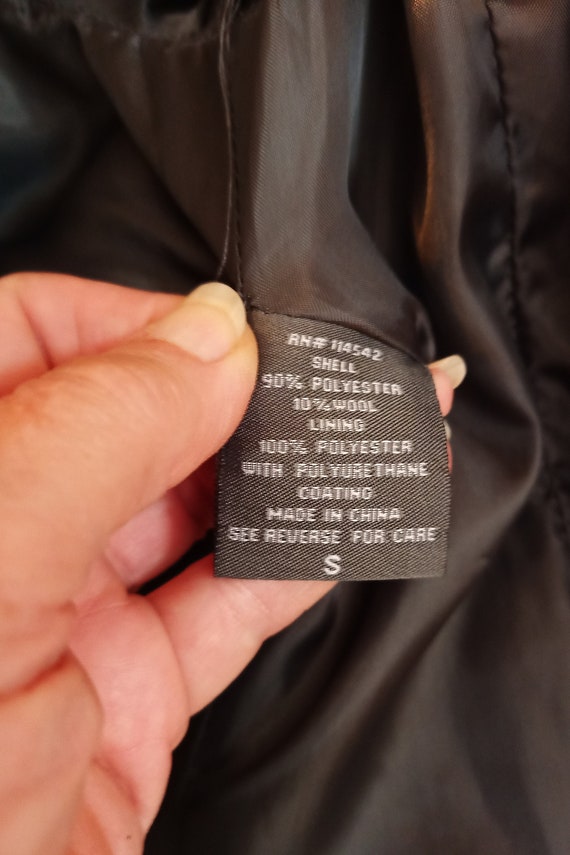 RN# 114542
SHELL
90% POLYESTER
10% WOOL
LINING
100% POLYESTER
WITH POLYURETHANE
COATING
MADE IN CHINA
SEE REVERSE FOR CARE
S